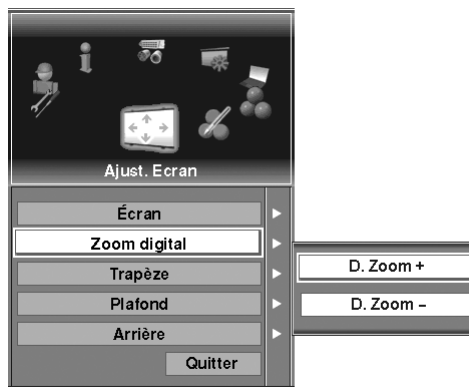 Ajust. Ecran
Écran
Zoom digital
Trapèze
Plafond
Arrière
Quitter
D. Zoom +
D. Zoom –